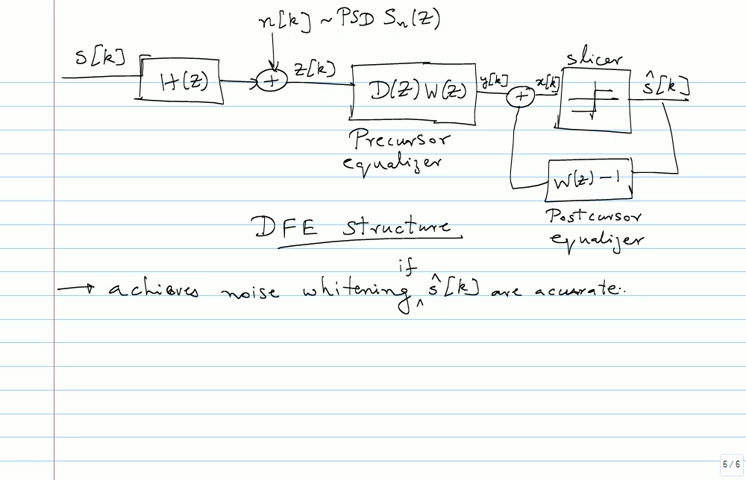 n[k] ~ PSD Sn(z)
s[k]
H(z)
+
z[k]
D(z) W(z)
y[k]
+
x[k]
slicer
ŝ[k]
Precursor
equalizer
W(z) - 1
Postcursor
equalizer
DFE structure
→ achieves noise whitening ‸if ŝ[k] are accurate.
6/6